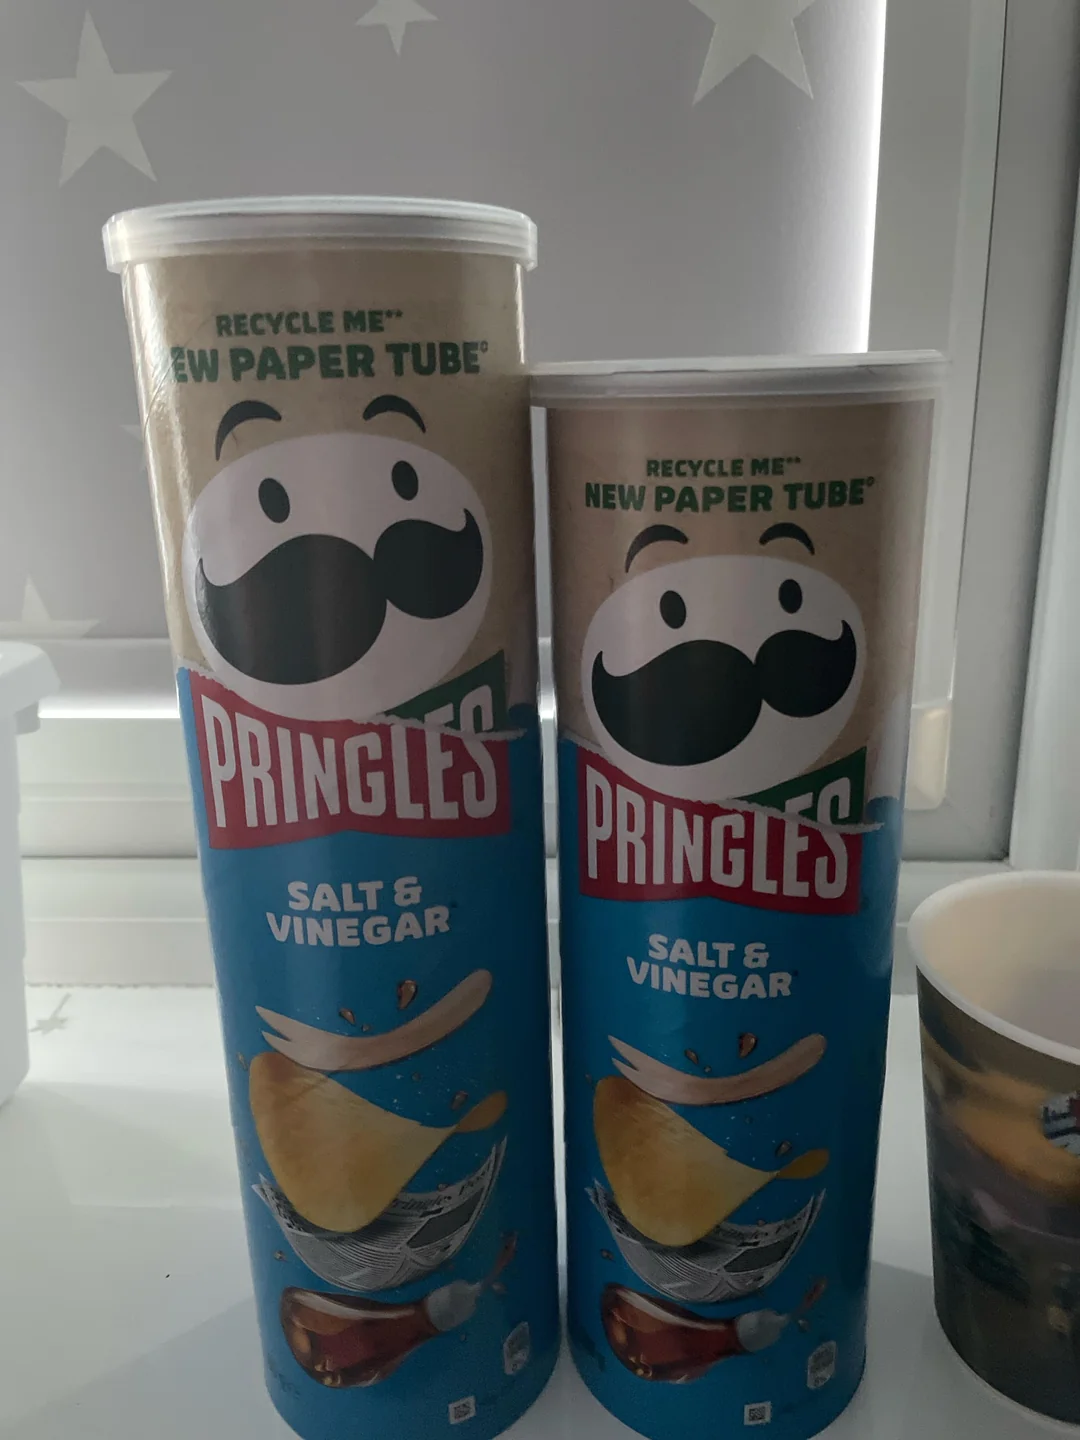 RECYCLE ME**
EW PAPER TUBE◊
PRINGLES
SALT &
VINEGAR
RECYCLE ME**
NEW PAPER TUBE◊
PRINGLES
SALT &
VINEGAR